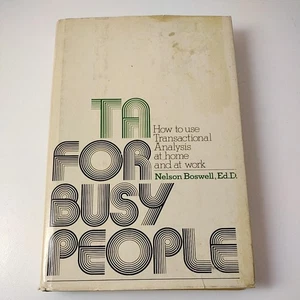 TA
How to use
Transactional
Analysis
at home
and at work
Nelson Boswell, Ed.D.
FOR
BUSY
PEOPLE